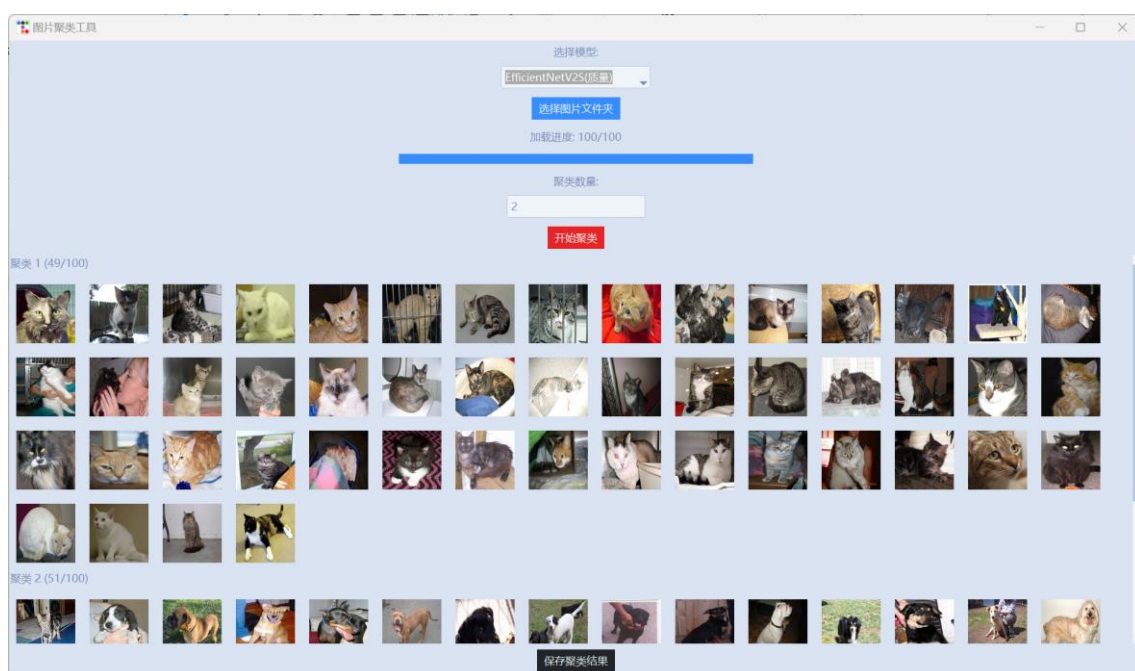 图片聚类工具
选择模型:
EfficientNetV2S(质量)
选择图片文件夹
加载进度: 100/100
聚类数量:
2
开始聚类
聚类 1 (49/100)
聚类 2 (51/100)
保存聚类结果